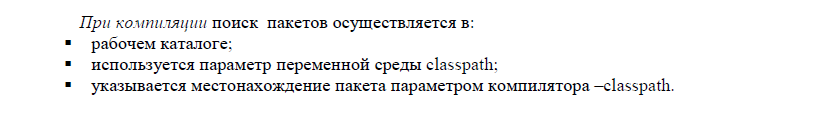 При компиляции поиск пакетов осуществляется в:
▪ рабочем каталоге;
▪ используется параметр переменной среды classpath;
▪ указывается местонахождение пакета параметром компилятора –classpath.